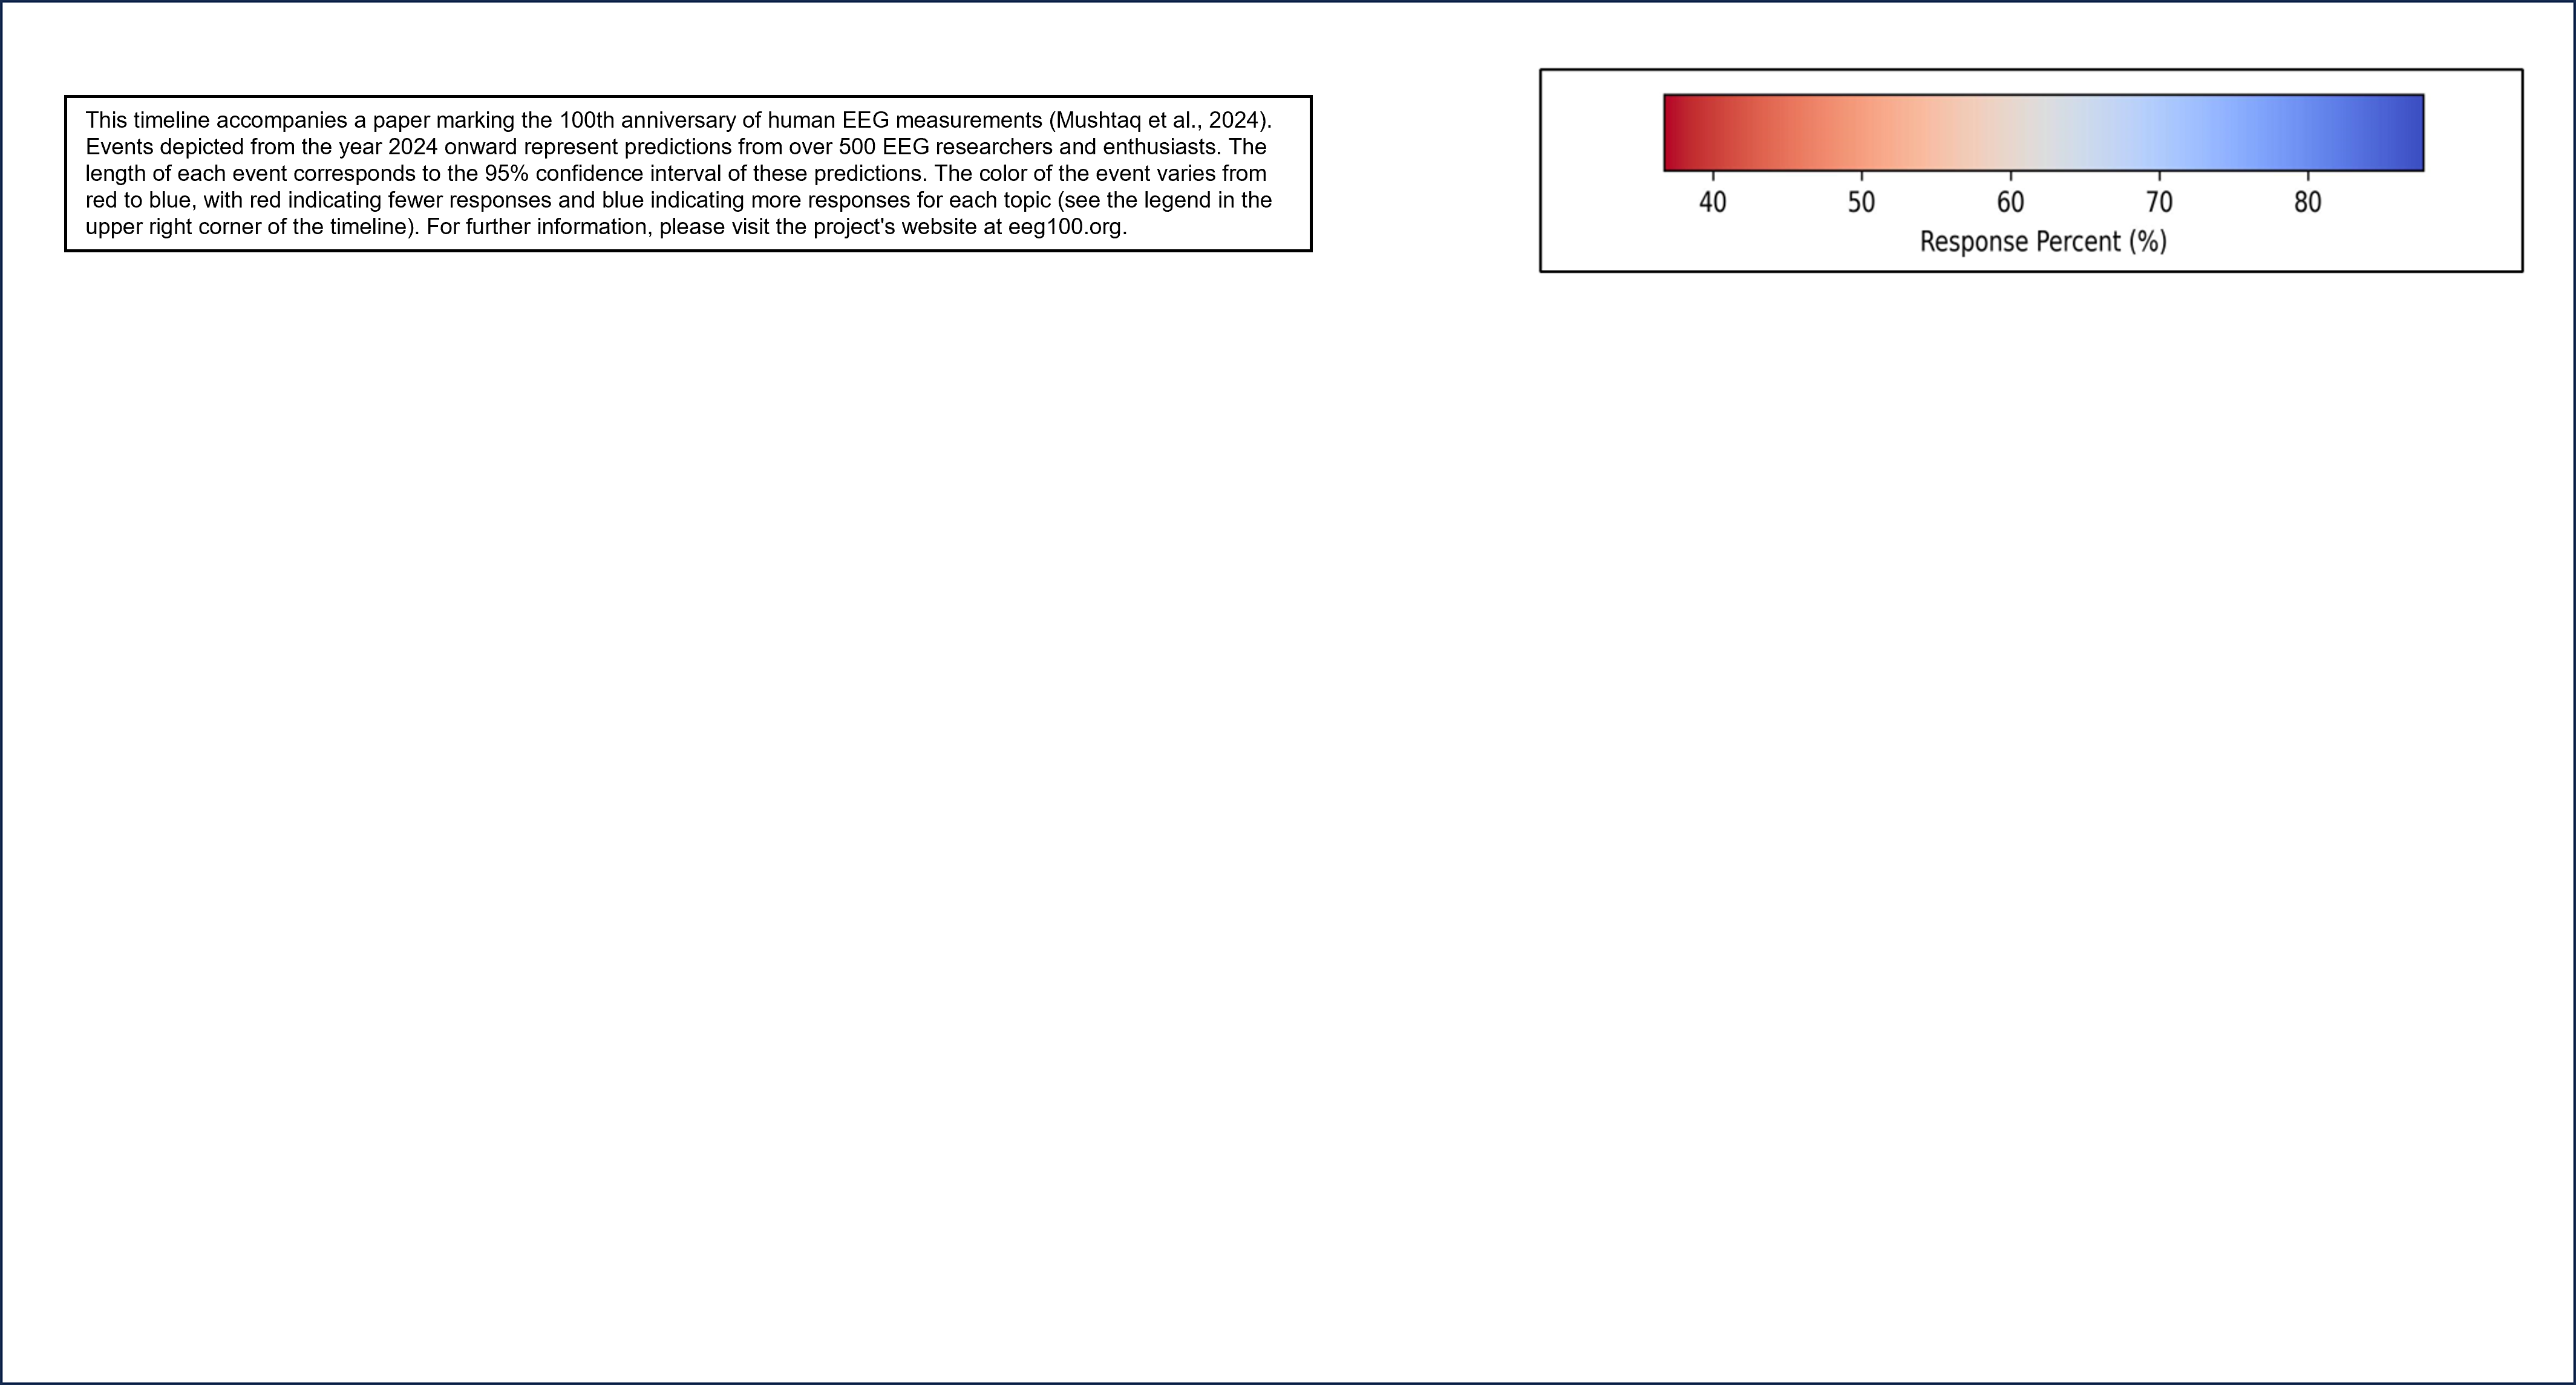 This timeline accompanies a paper marking the 100th anniversary of human EEG measurements (Mushtaq et al., 2024).
Events depicted from the year 2024 onward represent predictions from over 500 EEG researchers and enthusiasts. The
length of each event corresponds to the 95% confidence interval of these predictions. The color of the event varies from
red to blue, with red indicating fewer responses and blue indicating more responses for each topic (see the legend in the
upper right corner of the timeline). For further information, please visit the project's website at eeg100.org.
40 50 60 70 80
Response Percent (%)